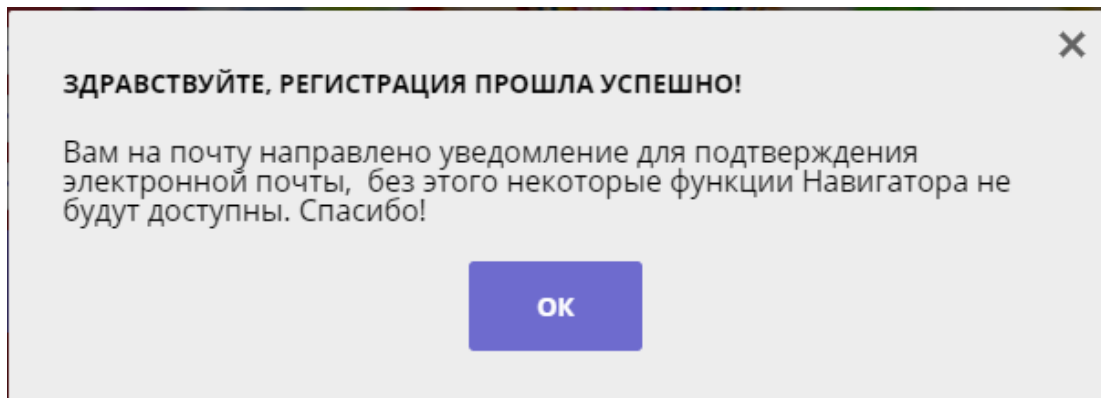 ЗДРАВСТВУЙТЕ, РЕГИСТРАЦИЯ ПРОШЛА УСПЕШНО!
Вам на почту направлено уведомление для подтверждения
электронной почты,  без этого некоторые функции Навигатора не
будут доступны. Спасибо!
ОК